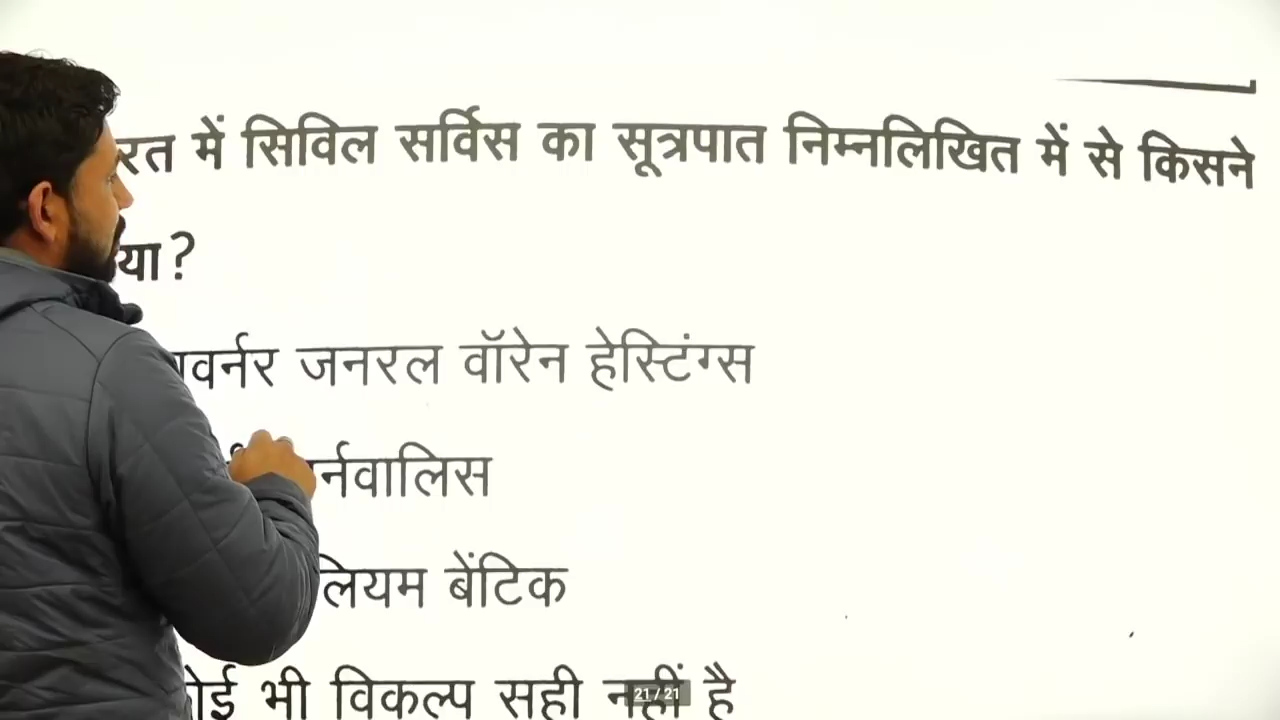 में सिविल सर्विस का सूत्रपात निम्नलिखित में से किसने
?
जनरल वॉरेन हेस्टिंग्स
बेंटिक
भी विकल्प सही नहीं है
21 / 21